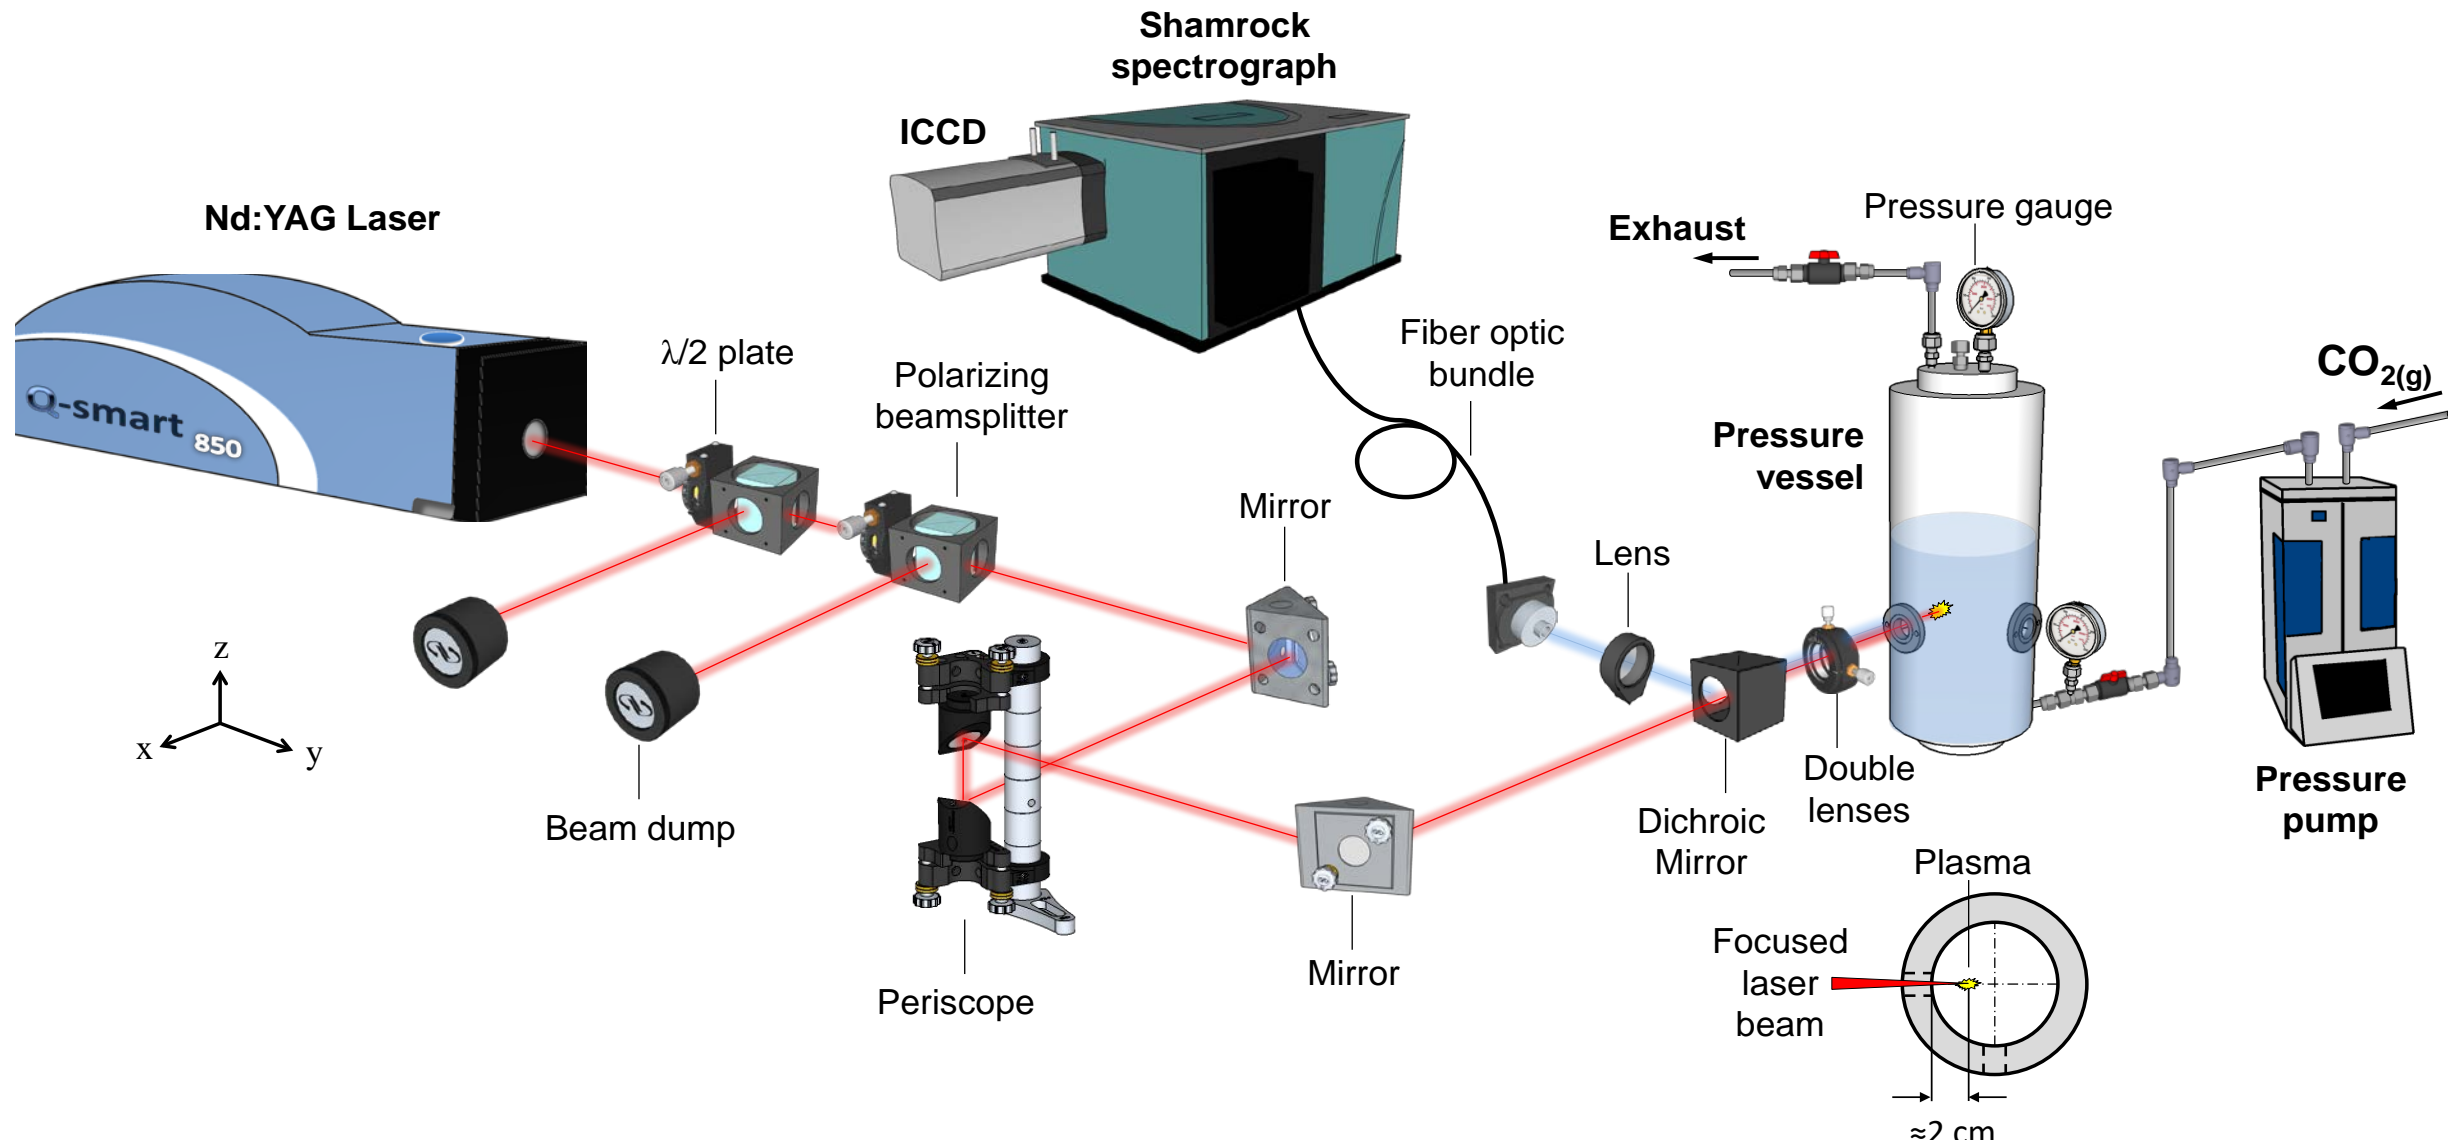 Shamrock
spectrograph
ICCD
Nd:YAG Laser
Q-smart 850
λ/2 plate
Polarizing
beamsplitter
Fiber optic
bundle
Exhaust
Pressure gauge
CO2(g)
Pressure
vessel
Mirror
Lens
z
x
y
Beam dump
Periscope
Mirror
Dichroic
Mirror
Double
lenses
Pressure
pump
Plasma
Focused
laser
beam
≈2 cm